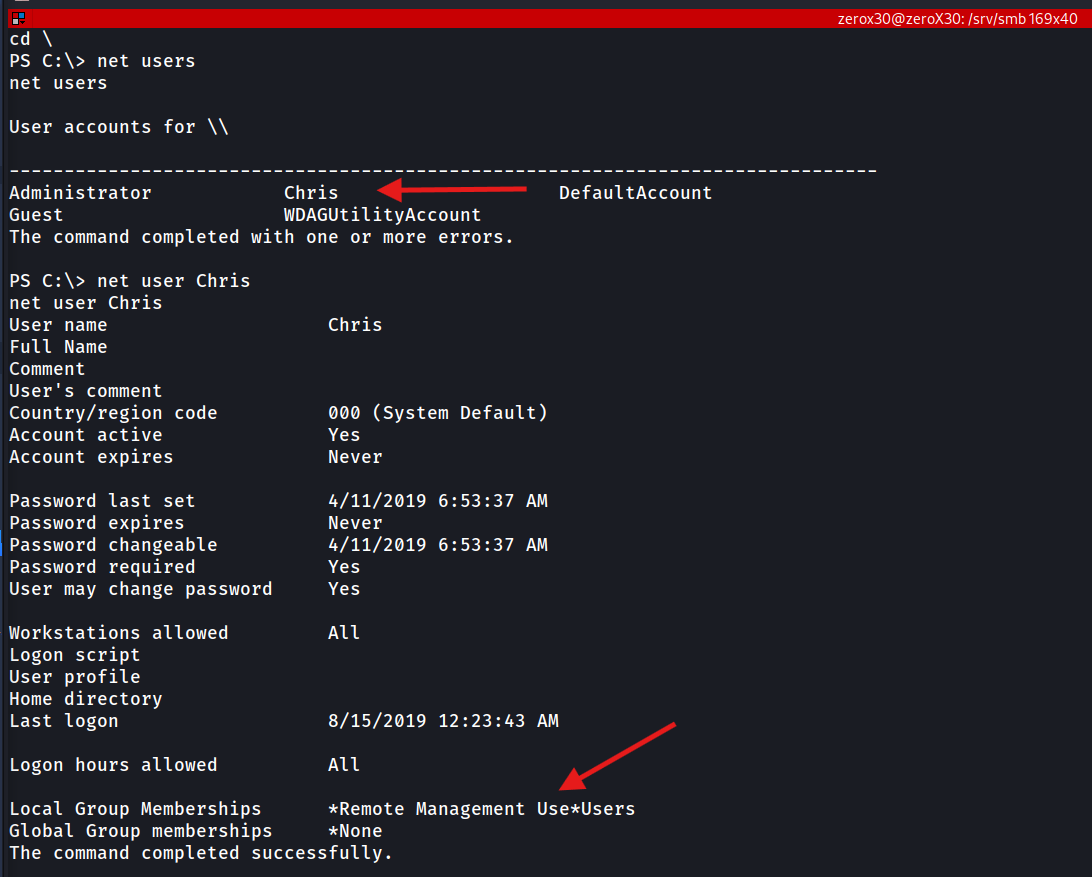 zerox30@zeroX30: /srv/smb 169x40
cd \
PS C:\> net users
net users
User accounts for \\
-------------------------------------------------------------------------------
Administrator            Chris                    DefaultAccount
Guest                    WDAGUtilityAccount
The command completed with one or more errors.
PS C:\> net user Chris
net user Chris
User name                    Chris
Full Name
Comment
User's comment
Country/region code          000 (System Default)
Account active               Yes
Account expires              Never
Password last set            4/11/2019 6:53:37 AM
Password expires             Never
Password changeable          4/11/2019 6:53:37 AM
Password required            Yes
User may change password     Yes
Workstations allowed         All
Logon script
User profile
Home directory
Last logon                   8/15/2019 12:23:43 AM
Logon hours allowed          All
Local Group Memberships      *Remote Management Use*Users
Global Group memberships     *None
The command completed successfully.